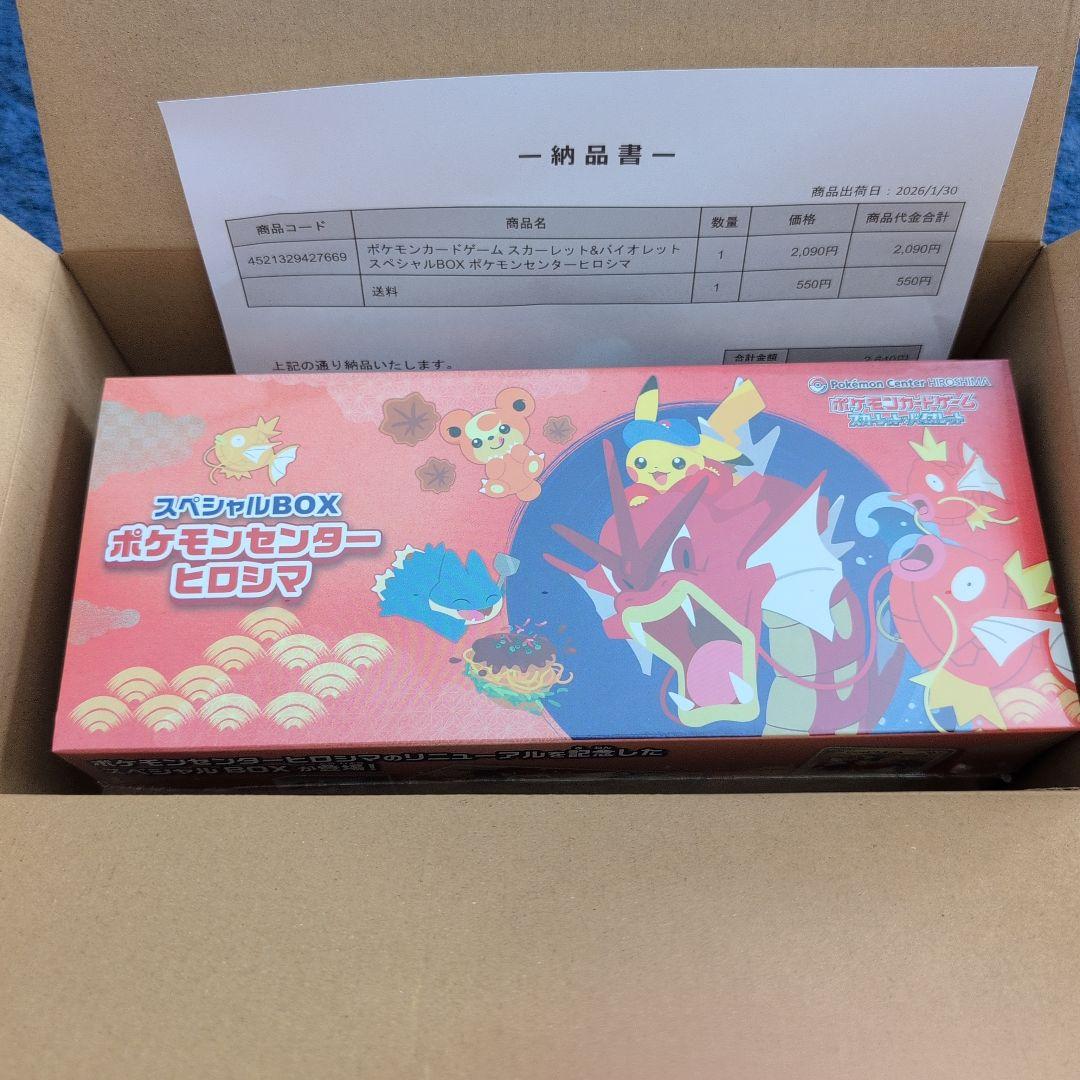 ー納品書ー
商品出荷日:2026/1/30
商品コード 商品名 数量 価格 商品代金合計
4521329427669 ポケモンカードゲーム スカーレット&バイオレット 1 2,090円 2,090円
スペシャルBOX ポケモンセンターヒロシマ
送料 1 550円 550円
上記の通り納品いたします。
合計金額 2,640円
Pokémon Center HIROSHIMA
ポケモンカードゲーム
スカーレット&バイオレット
スペシャルBOX
ポケモンセンター
ヒロシマ
ポケモンセンターヒロシマのリニューアルを記念した
スペシャルBOXが登場!